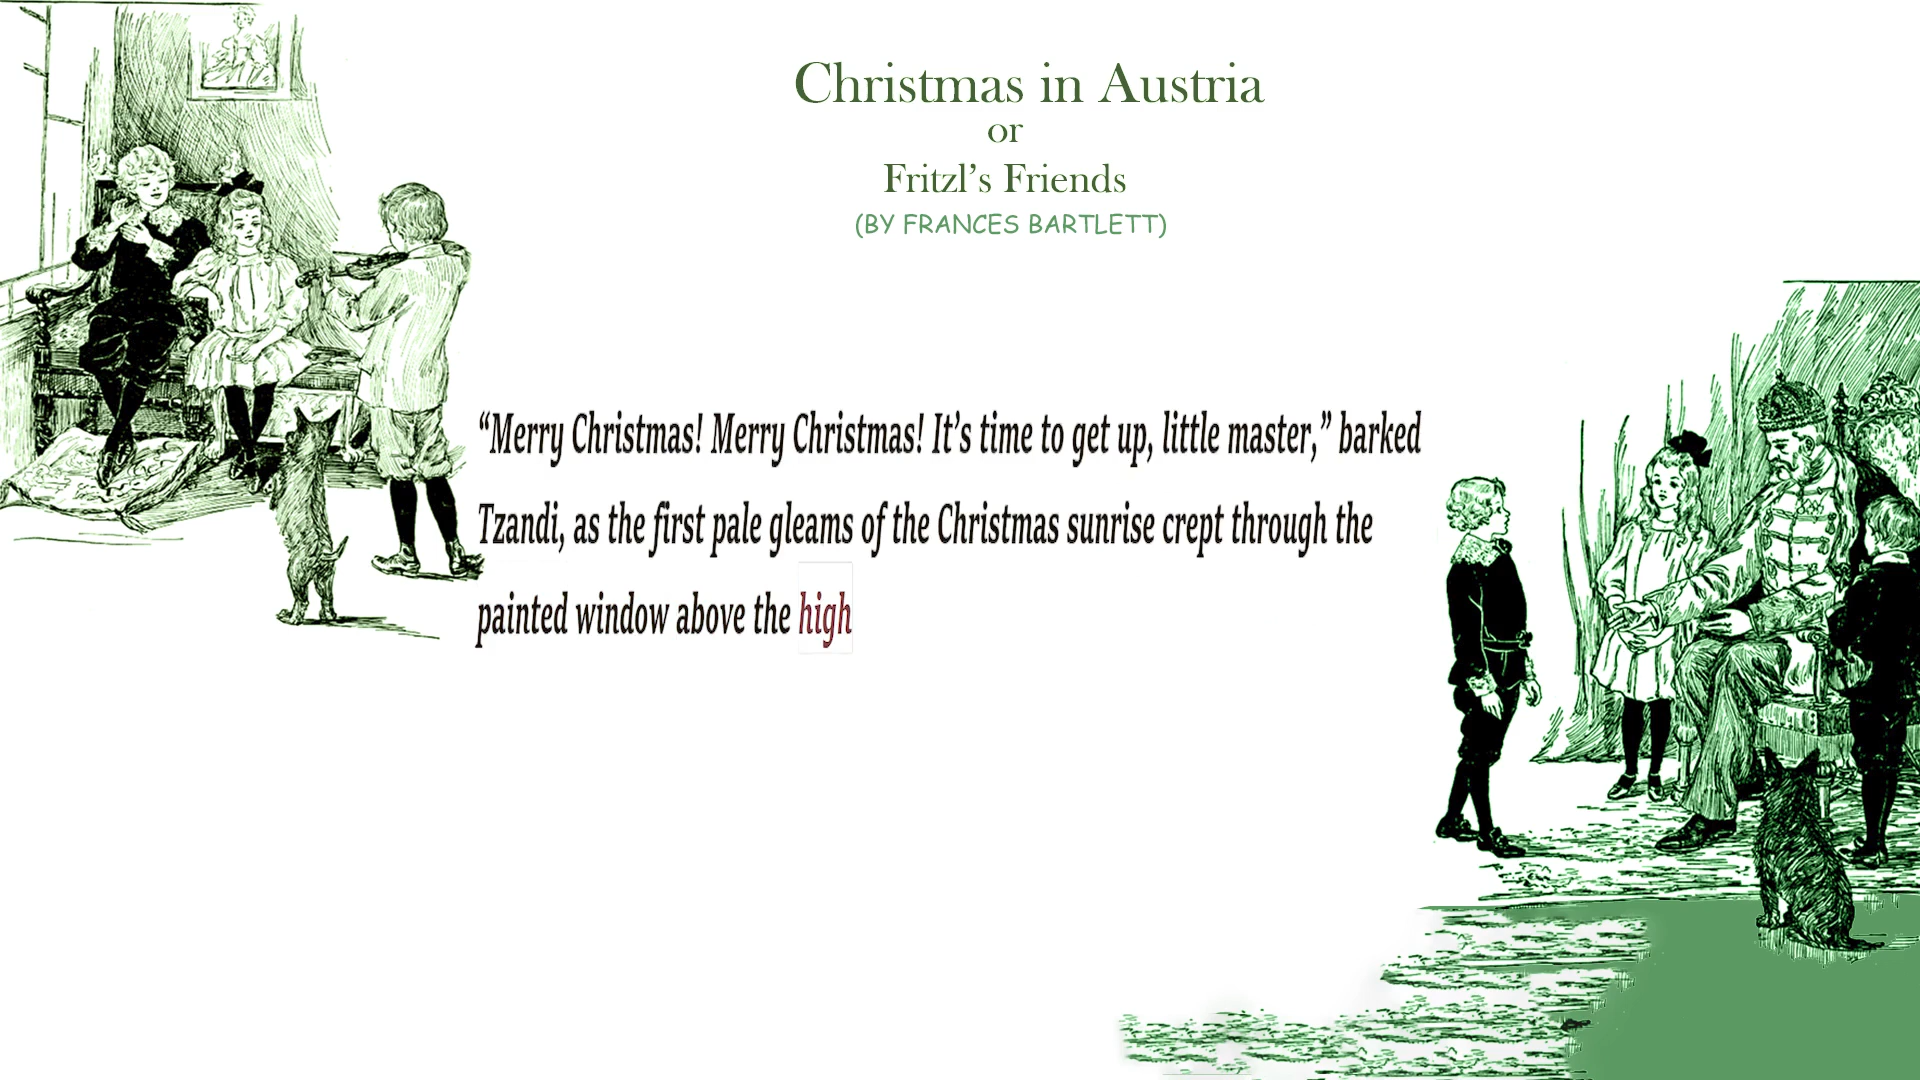 Christmas in Austria
or
Fritzl’s Friends
(BY FRANCES BARTLETT)
“Merry Christmas! Merry Christmas! It’s time to get up, little master,” barked
Tzandi, as the first pale gleams of the Christmas sunrise crept through the
painted window above the high